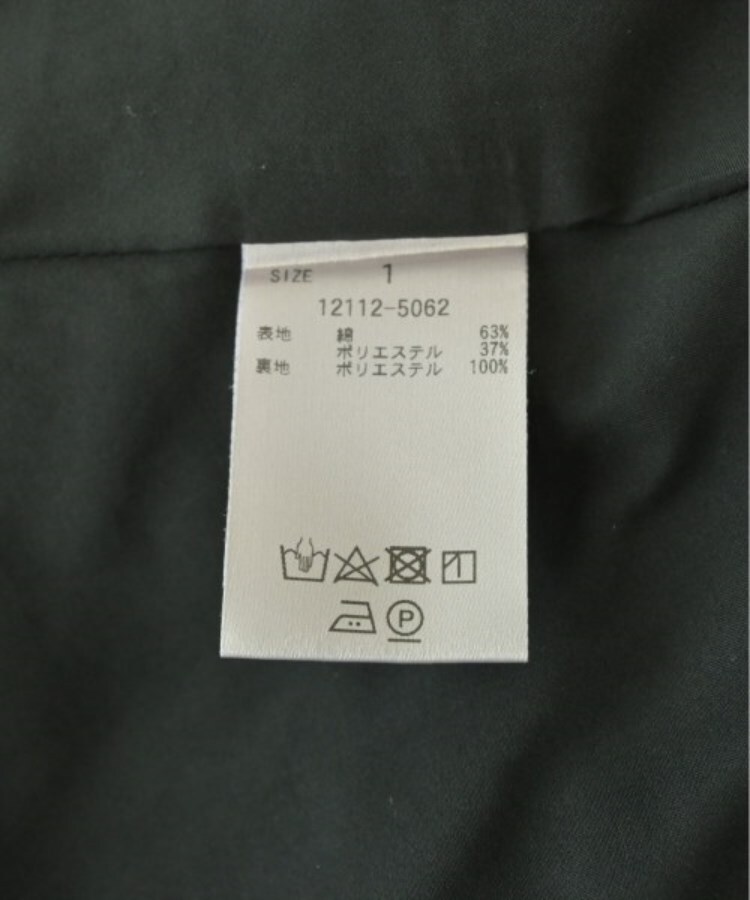 SIZE 1
12112-5062
表地 綿 63%
ポリエステル 37%
裏地 ポリエステル 100%
P